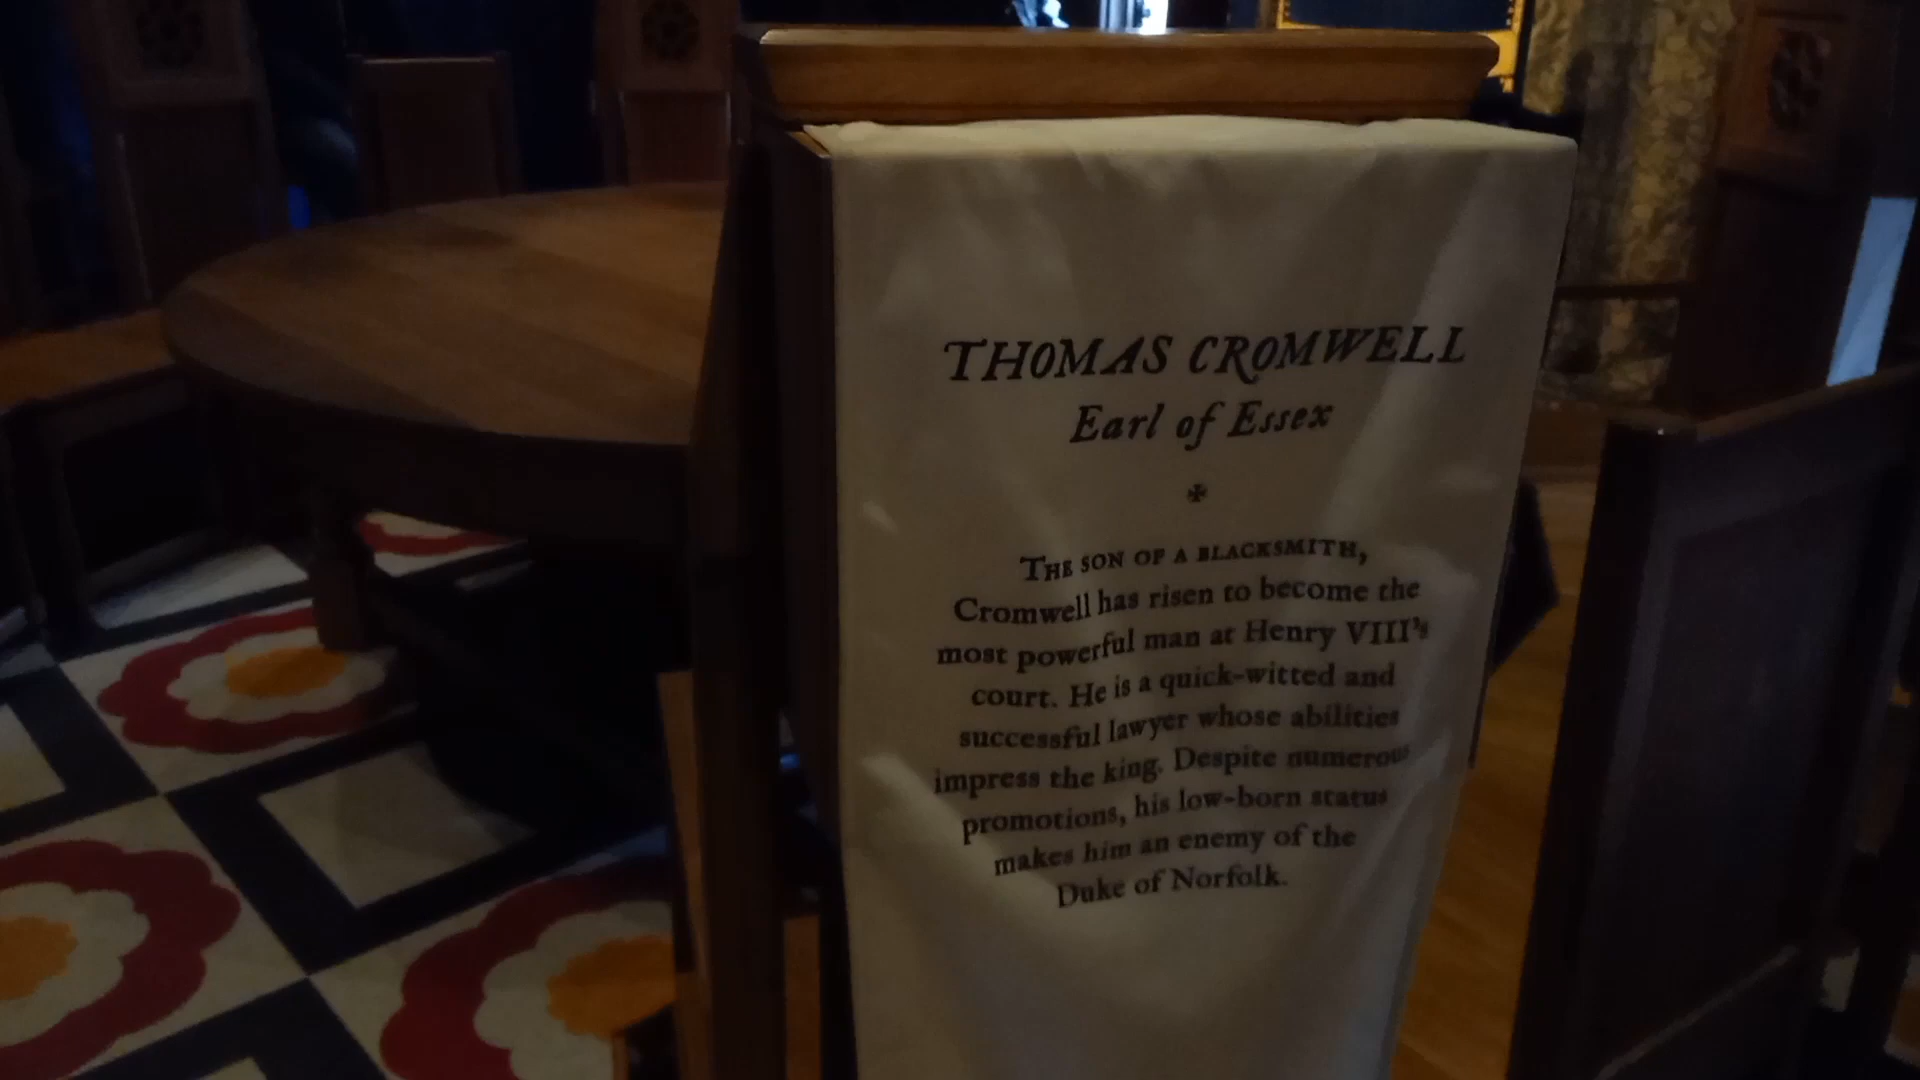 THOMAS CROMWELL
Earl of Essex
✠
THE SON OF A BLACKSMITH,
Cromwell has risen to become the
most powerful man at Henry VIII's
court. He is a quick-witted and
successful lawyer whose abilities
impress the king. Despite numerous
promotions, his low-born status
makes him an enemy of the
Duke of Norfolk.